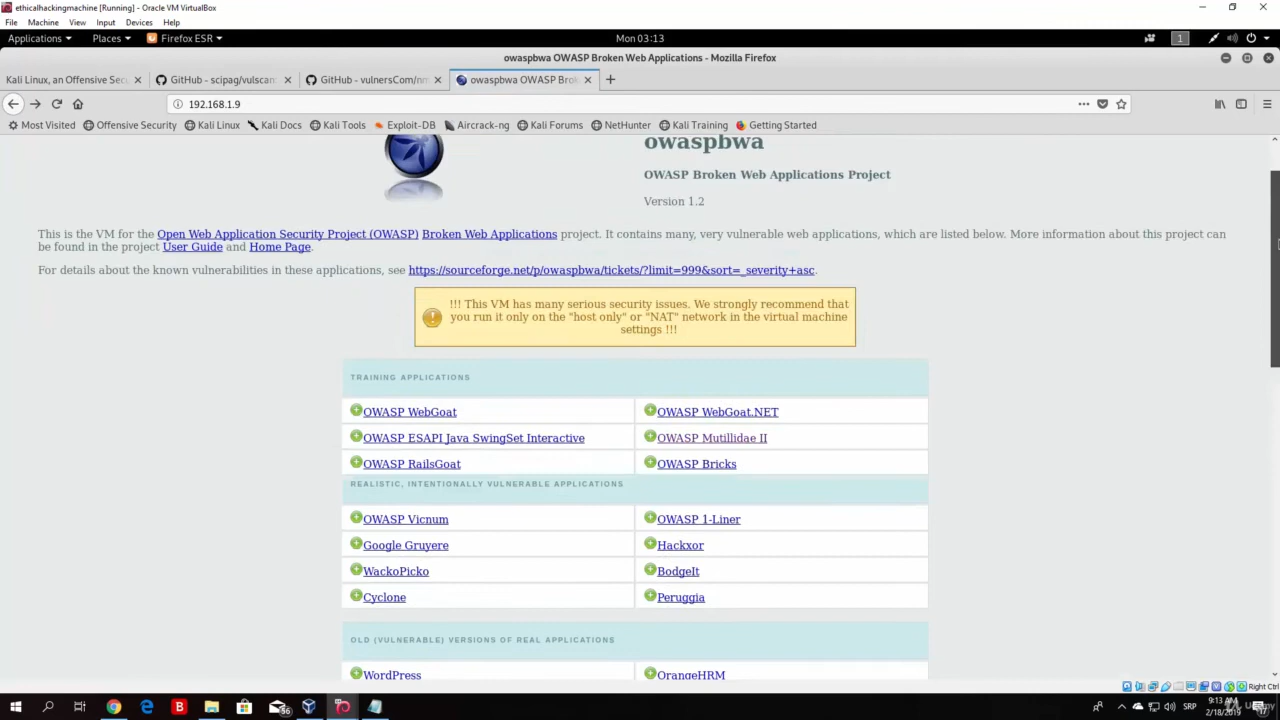 ethicalhackingmachine [Running] - Oracle VM VirtualBox
File Machine View Input Devices Help
Applications Places Firefox ESR Mon 03:13 1
owaspbwa OWASP Broken Web Applications - Mozilla Firefox
Kali Linux, an Offensive Sec GitHub - scipag/vulscan GitHub - vulnersCom/nm owaspbwa OWASP Brok
192.168.1.9
Most Visited Offensive Security Kali Linux Kali Docs Kali Tools Exploit-DB Aircrack-ng Kali Forums NetHunter Kali Training Getting Started
owaspbwa
OWASP Broken Web Applications Project
Version 1.2
This is the VM for the Open Web Application Security Project (OWASP) Broken Web Applications project. It contains many, very vulnerable web applications, which are listed below. More information about this project can
be found in the project User Guide and Home Page.
For details about the known vulnerabilities in these applications, see https://sourceforge.net/p/owaspbwa/tickets/?limit=999&sort=_severity+asc.
!!! This VM has many serious security issues. We strongly recommend that
you run it only on the "host only" or "NAT" network in the virtual machine
settings !!!
TRAINING APPLICATIONS
OWASP WebGoat OWASP WebGoat.NET
OWASP ESAPI Java SwingSet Interactive OWASP Mutillidae II
OWASP RailsGoat OWASP Bricks
REALISTIC, INTENTIONALLY VULNERABLE APPLICATIONS
OWASP Vicnum OWASP 1-Liner
Google Gruyere Hackxor
WackoPicko BodgeIt
Cyclone Peruggia
OLD (VULNERABLE) VERSIONS OF REAL APPLICATIONS
WordPress OrangeHRM
Right Ctrl
SRP 9:13 AM
2/18/2019
Udemy